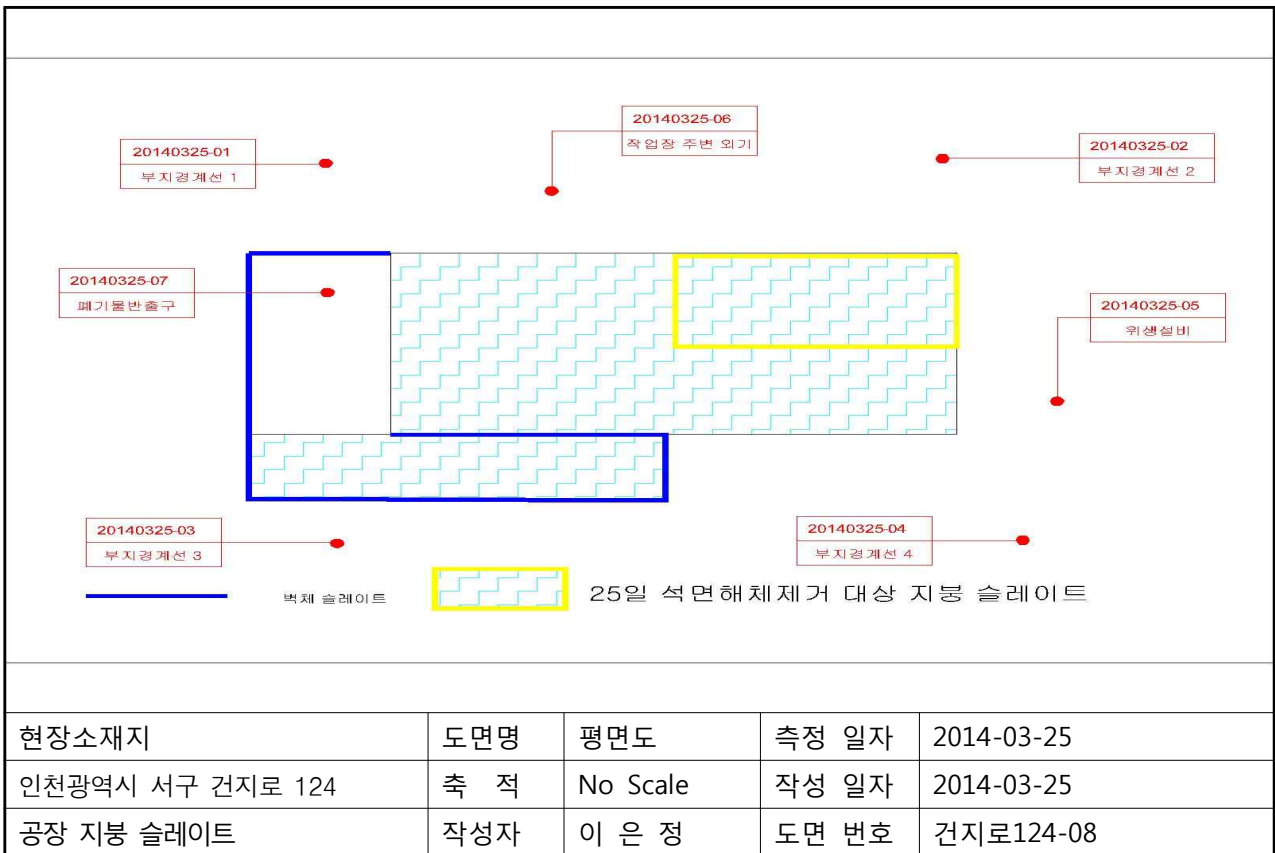 20140325-06
작업장 주변 외기
20140325-01
부지경계선 1
20140325-02
부지경계선 2
20140325-07
폐기물반출구
20140325-05
위생설비
20140325-03
부지경계선 3
20140325-04
부지경계선 4
벽체 슬레이트
25일 석면해체제거 대상 지붕 슬레이트
현장소재지 도면명 평면도 측정 일자 2014-03-25
인천광역시 서구 건지로 124 축 적 No Scale 작성 일자 2014-03-25
공장 지붕 슬레이트 작성자 이 은 정 도면 번호 건지로124-08